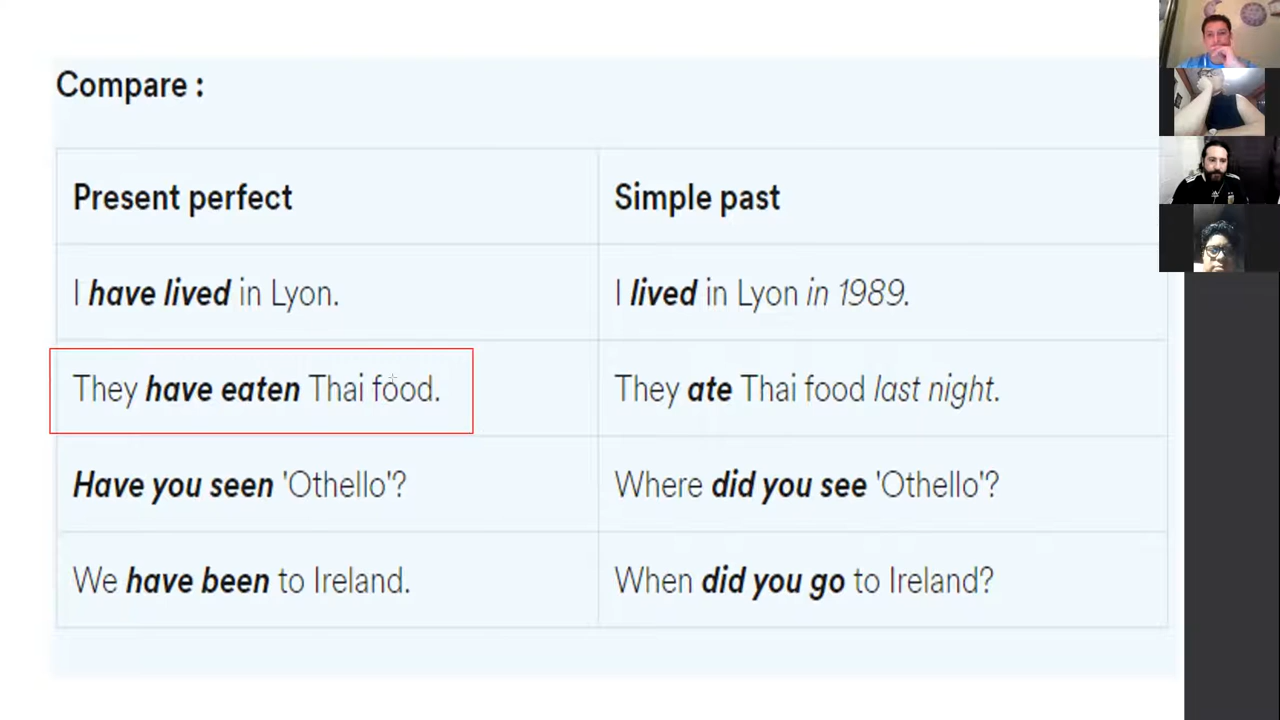 Compare :
Present perfect Simple past
I have lived in Lyon. I lived in Lyon in 1989.
They have eaten Thai food. They ate Thai food last night.
Have you seen 'Othello'? Where did you see 'Othello'?
We have been to Ireland. When did you go to Ireland?